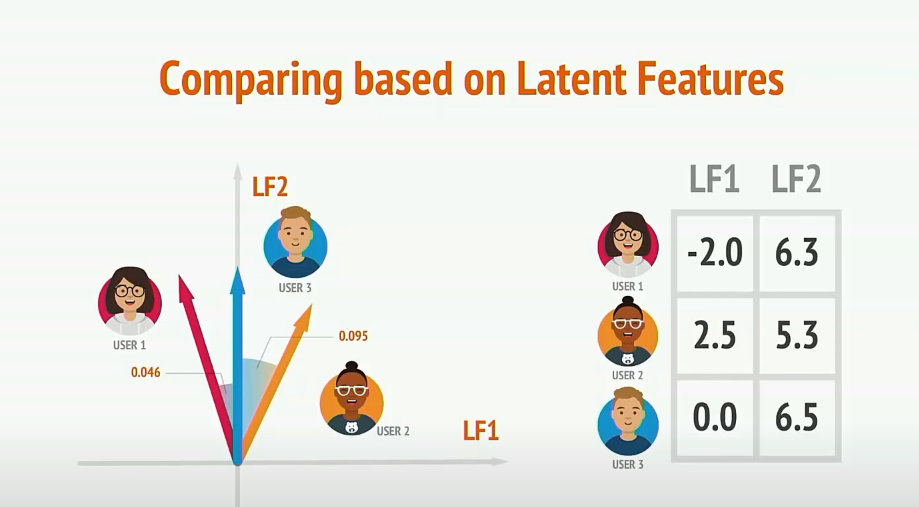 Comparing based on Latent Features
LF2
USER 3
USER 1
0.095
0.046
USER 2
LF1
LF1 LF2
USER 1
-2.0 6.3
USER 2
2.5 5.3
USER 3
0.0 6.5